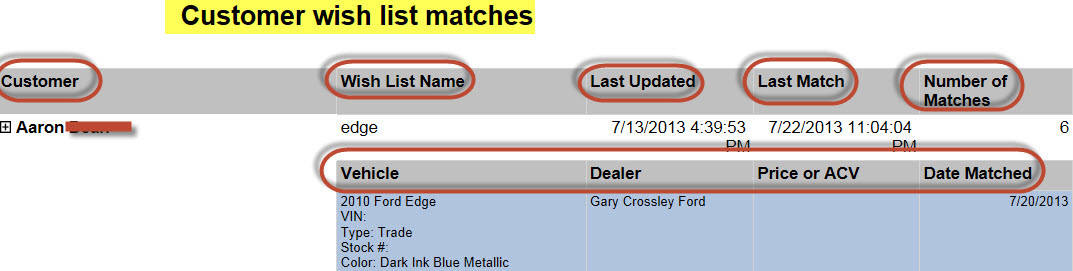 Customer wish list matches
Customer Wish List Name Last Updated Last Match Number of Matches
Aaron edge 7/13/2013 4:39:53 PM 7/22/2013 11:04:04 PM 6
Vehicle Dealer Price or ACV Date Matched
2010 Ford Edge Gary Crossley Ford 7/20/2013
VIN:
Type: Trade
Stock #:
Color: Dark Ink Blue Metallic